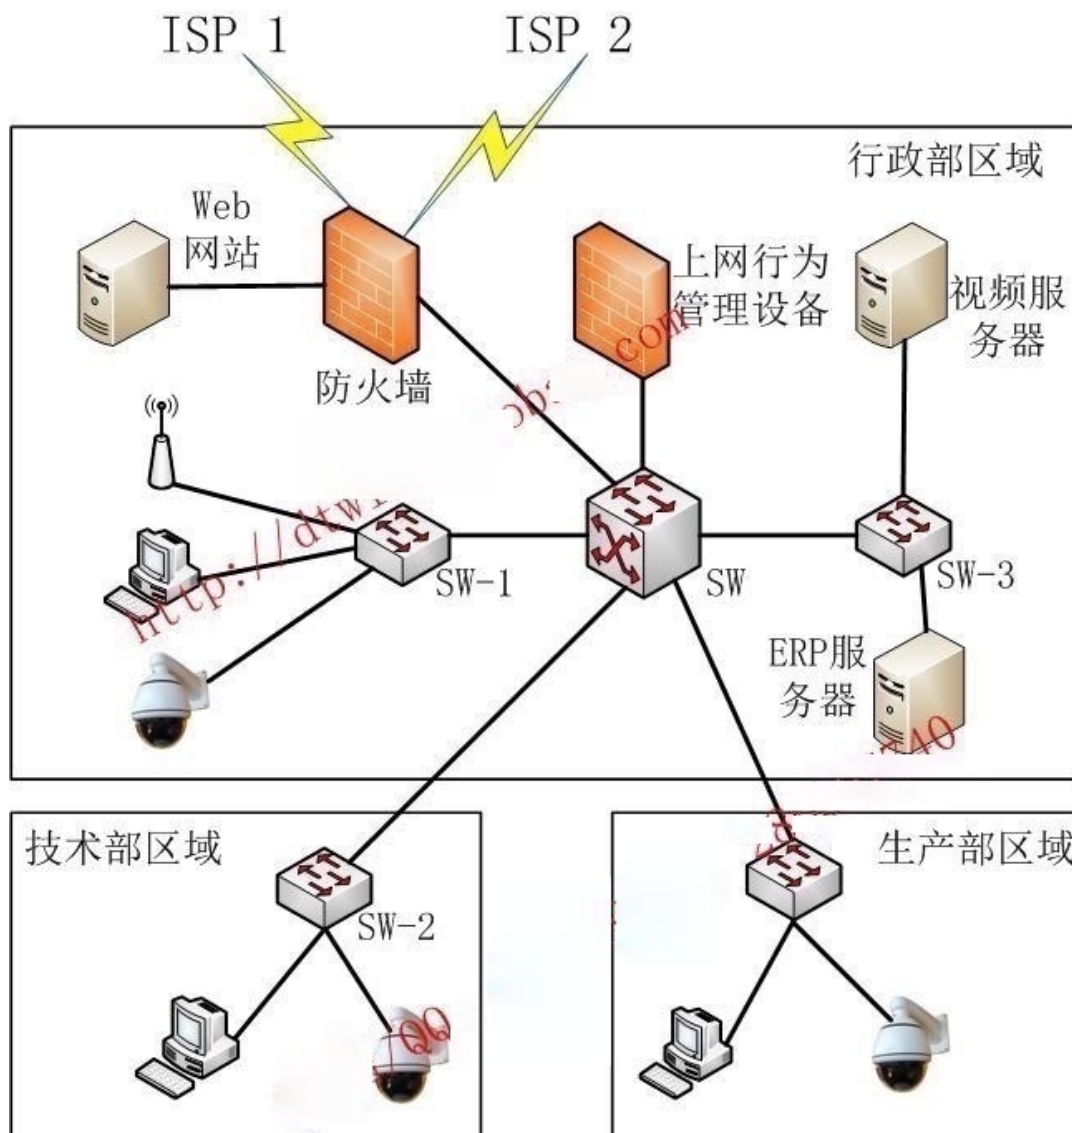 ISP 1
ISP 2
行政部区域
Web
网站
上网行为
管理设备
视频服
务器
防火墙
SW-1
SW
SW-3
ERP服
务器
技术部区域
生产部区域
SW-2